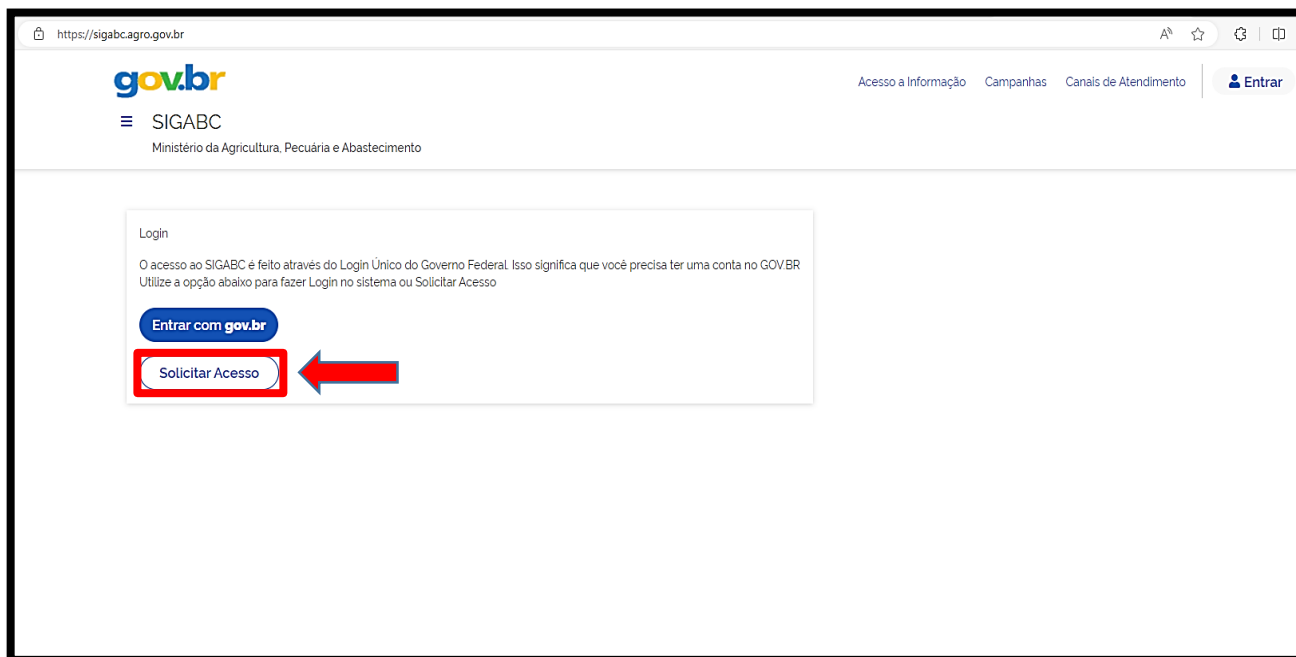 https://sigabc.agro.gov.br
gov.br
Acesso a Informação Campanhas Canais de Atendimento Entrar
SIGABC
Ministério da Agricultura, Pecuária e Abastecimento
Login
O acesso ao SIGABC é feito através do Login Único do Governo Federal. Isso significa que você precisa ter uma conta no GOV.BR
Utilize a opção abaixo para fazer Login no sistema ou Solicitar Acesso
Entrar com gov.br
Solicitar Acesso